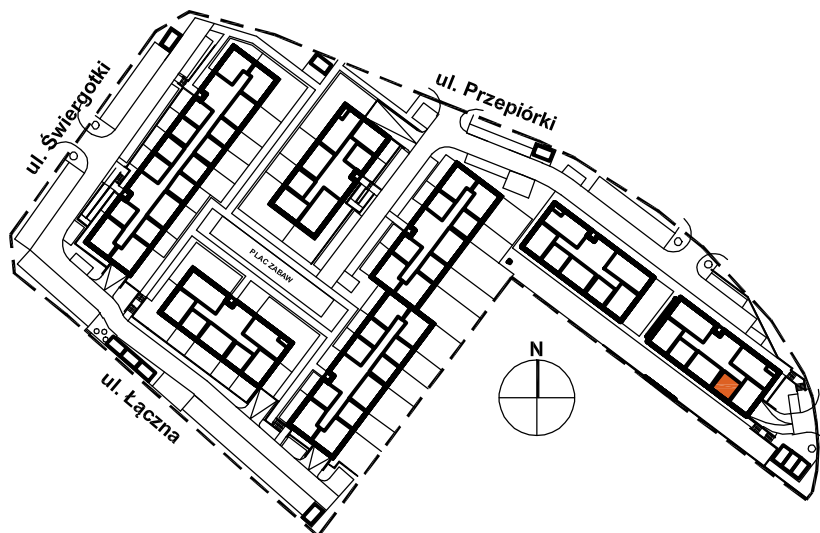 ul. Świergotki
ul. Przepiórki
PLAC ZABAW
N
ul. Łączna